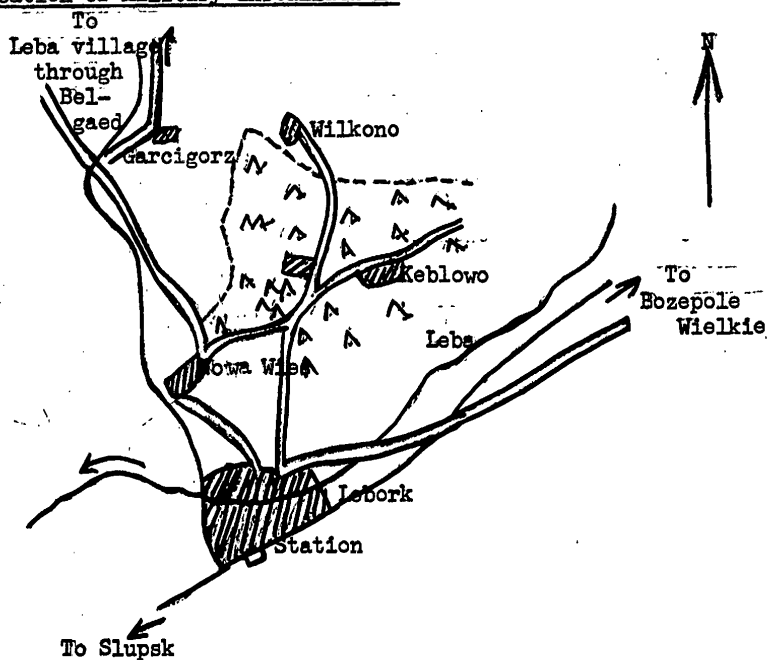 To
Leba village
through
Bel-
gaed
N
Wilkono
Garcigorz
Keblowo
To
Bozepole
Wielkie
Leba
Nowa Wies
Lebork
Station
To Slupsk